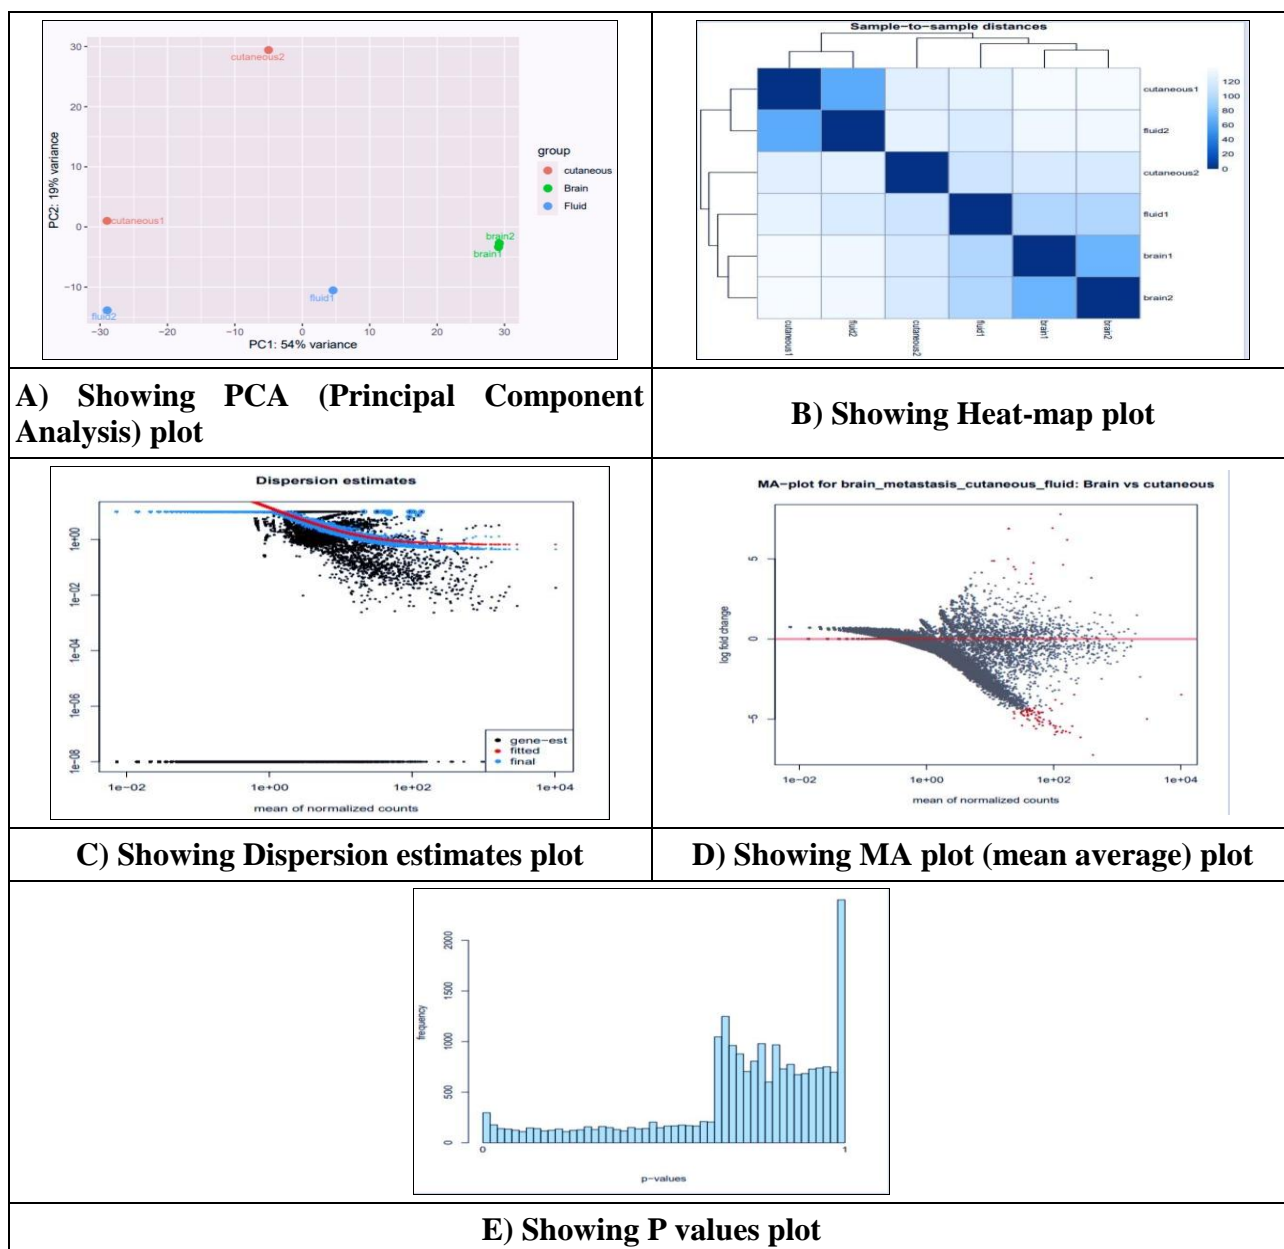 30
20
10
0
−10
−30
−20
−10
0
10
20
30
PC2: 19% variance
PC1: 54% variance
cutaneous2
cutaneous1
brain2
brain1
fluid1
fluid2
group
cutaneous
Brain
Fluid
Sample−to−sample distances
cutaneous1
fluid2
cutaneous2
fluid1
brain1
brain2
cutaneous1
fluid2
cutaneous2
fluid1
brain1
brain2
120
100
80
60
40
20
0
A) Showing PCA (Principal Component
Analysis) plot
B) Showing Heat-map plot
Dispersion estimates
1e+00
1e−02
1e−04
1e−06
1e−08
1e−02
1e+00
1e+02
1e+04
mean of normalized counts
gene−est
fitted
final
MA−plot for brain_metastasis_cutaneous_fluid: Brain vs cutaneous
log fold change
5
0
−5
1e−02
1e+00
1e+02
1e+04
mean of normalized counts
C) Showing Dispersion estimates plot
D) Showing MA plot (mean average) plot
frequency
2000
1500
1000
500
0
0
1
p−values
E) Showing P values plot